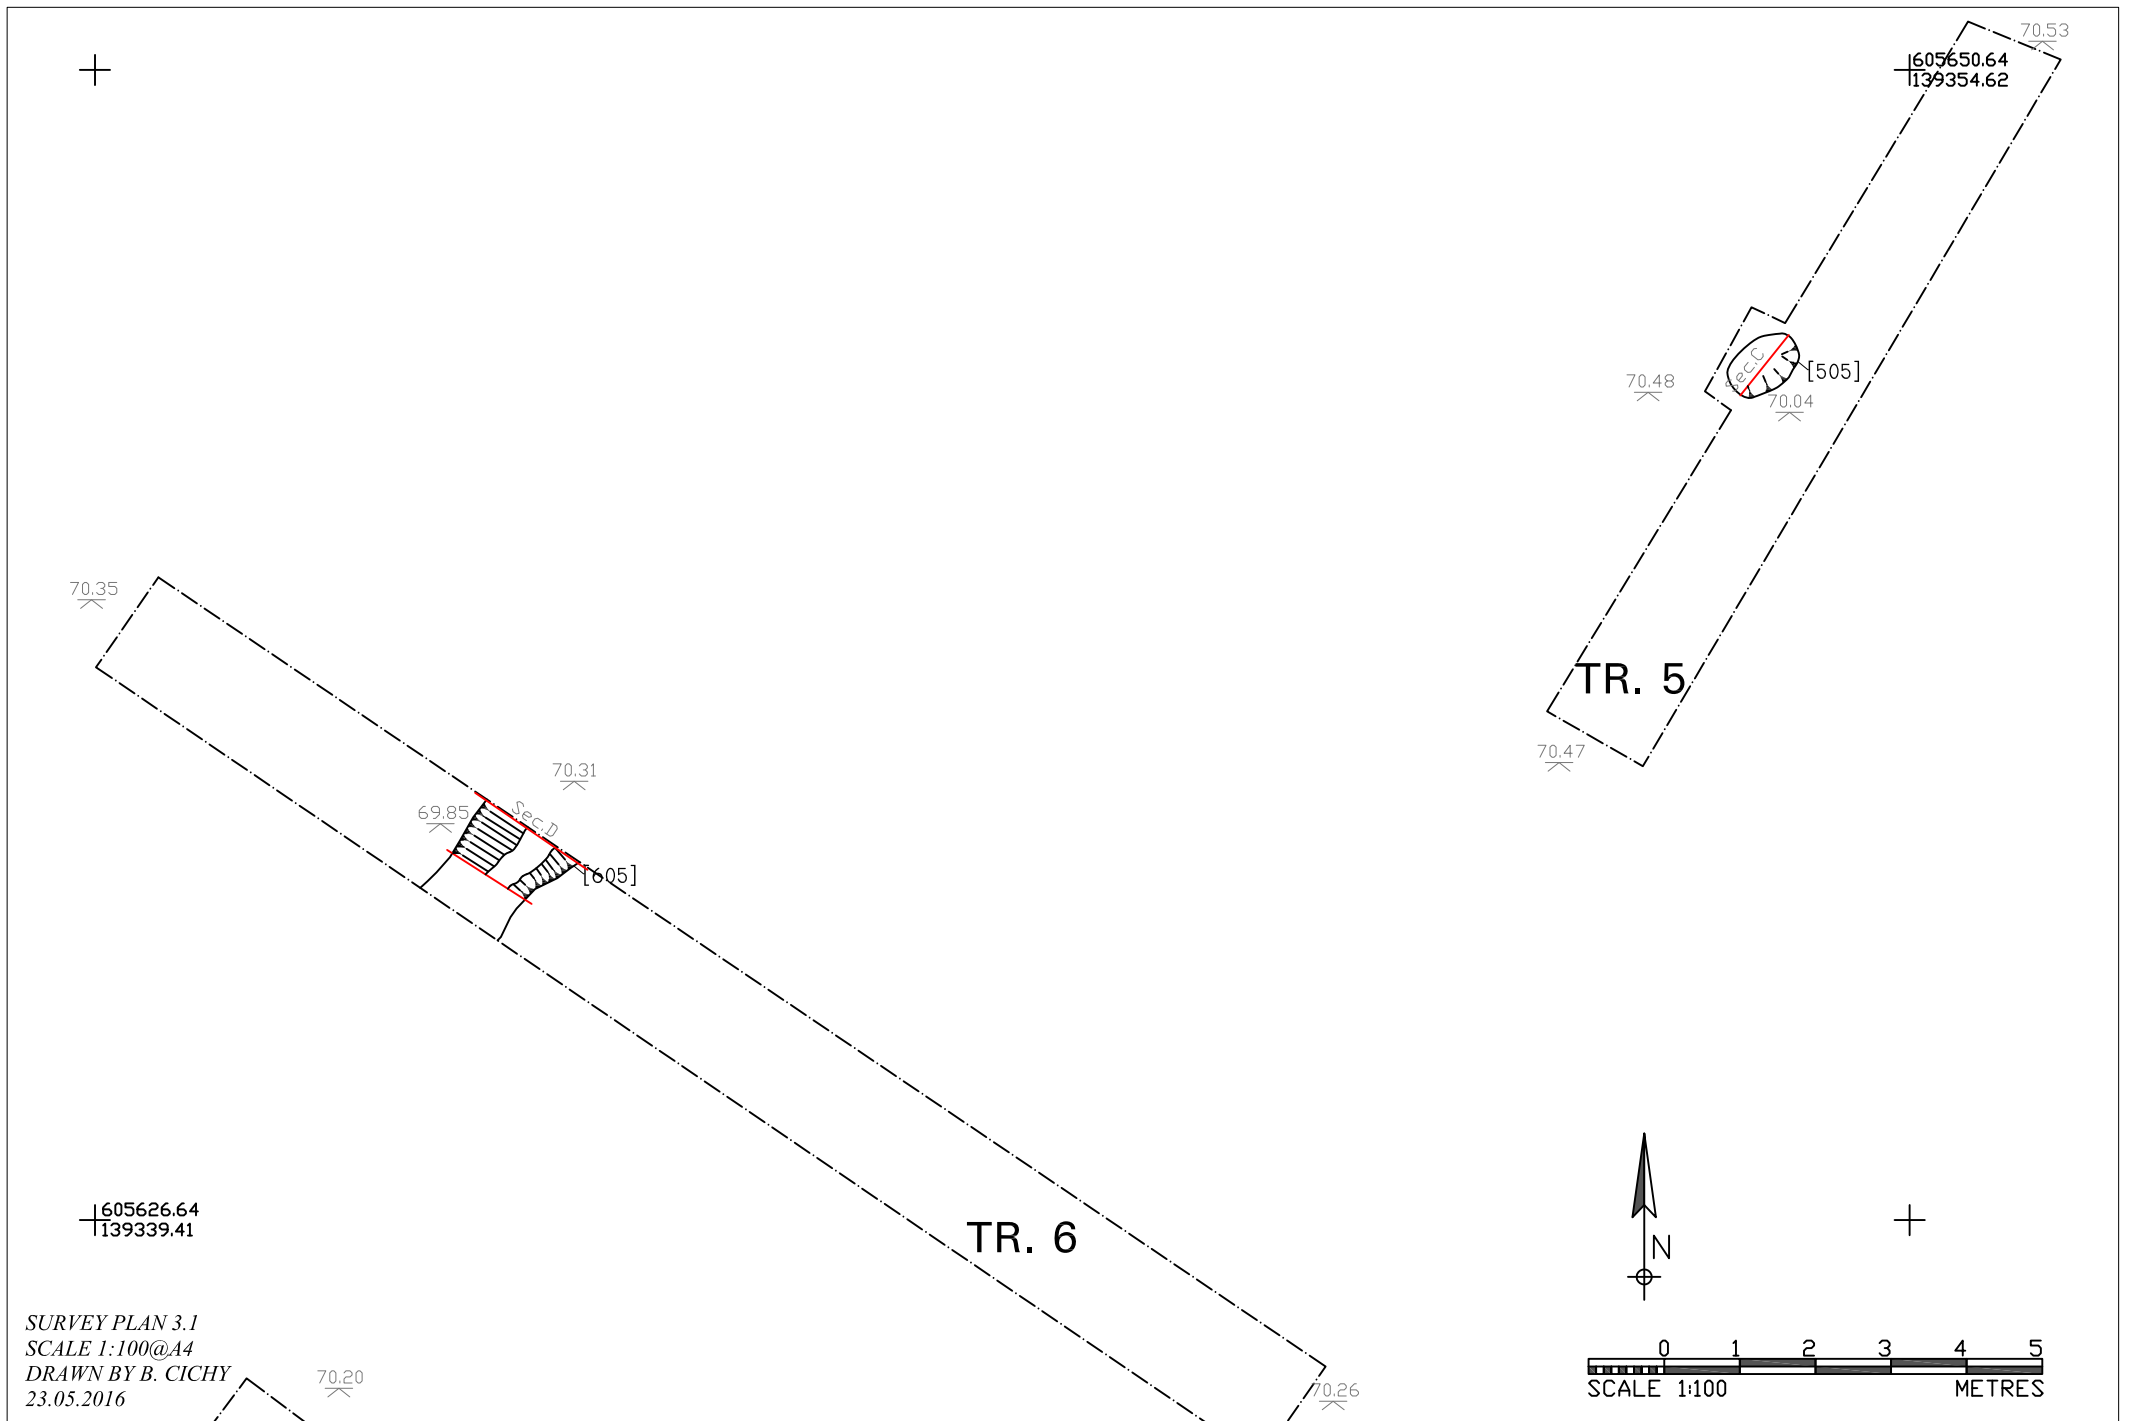 70.53
605650.64
139354.62
Sec.C
[505]
70.48
70.04
70.35
TR. 5
70.47
70.31
69.85
Sec.D
[605]
605626.64
139339.41
TR. 6
N
SURVEY PLAN 3.1
SCALE 1:100@A4
DRAWN BY B. CICHY
23.05.2016
70.20
70.26
0 1 2 3 4 5
SCALE 1:100 METRES